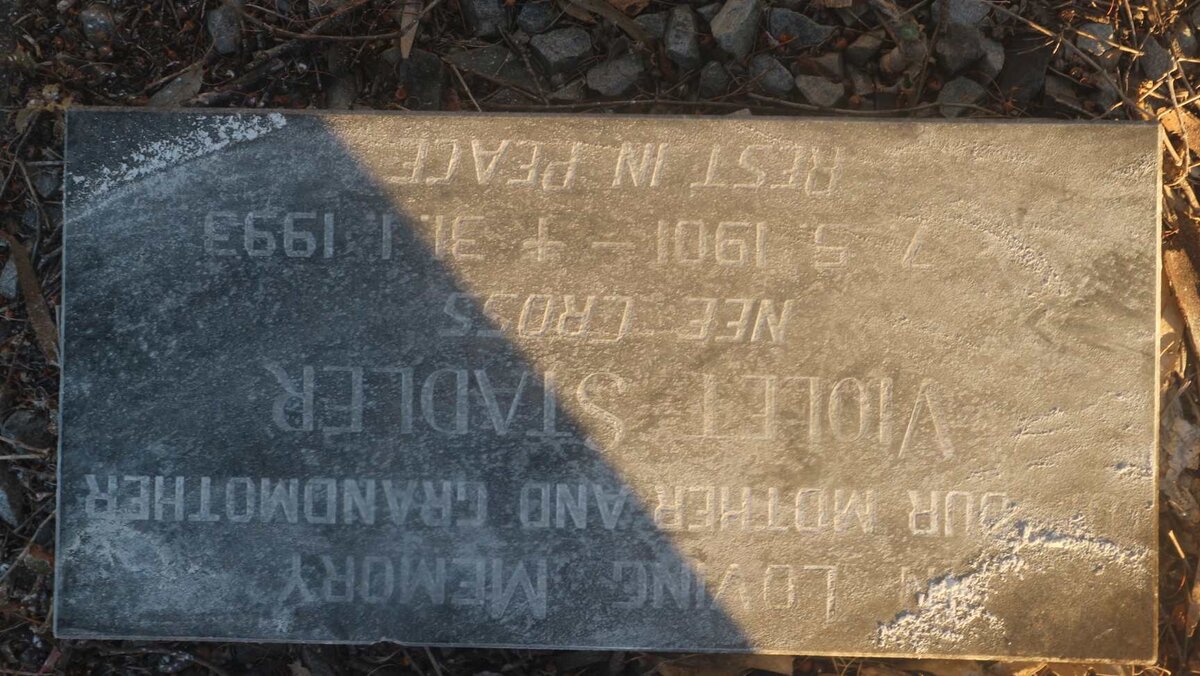 IN LOVING MEMORY
OUR MOTHER AND GRANDMOTHER
VIOLET STADLER
NEE CROSS
7. 5. 1901 – + 31. 1. 1993
REST IN PEACE